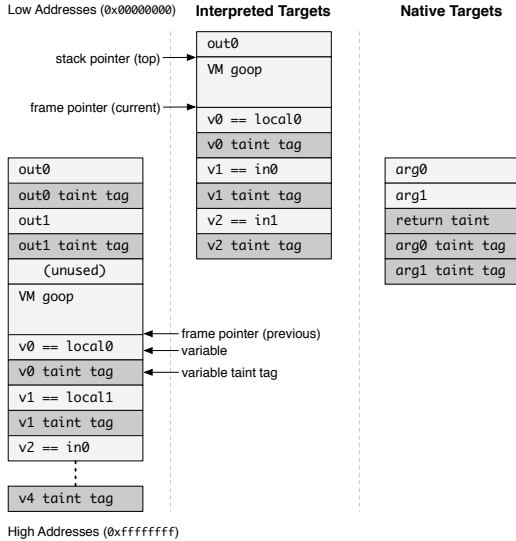 Low Addresses (0x00000000)
Interpreted Targets
Native Targets
out0
stack pointer (top)
VM goop
frame pointer (current)
v0 == local0
v0 taint tag
v1 == in0
v1 taint tag
v2 == in1
v2 taint tag
out0
out0 taint tag
out1
out1 taint tag
(unused)
VM goop
frame pointer (previous)
v0 == local0
variable
v0 taint tag
variable taint tag
v1 == local1
v1 taint tag
v2 == in0
v4 taint tag
arg0
arg1
return taint
arg0 taint tag
arg1 taint tag
High Addresses (0xffffffff)